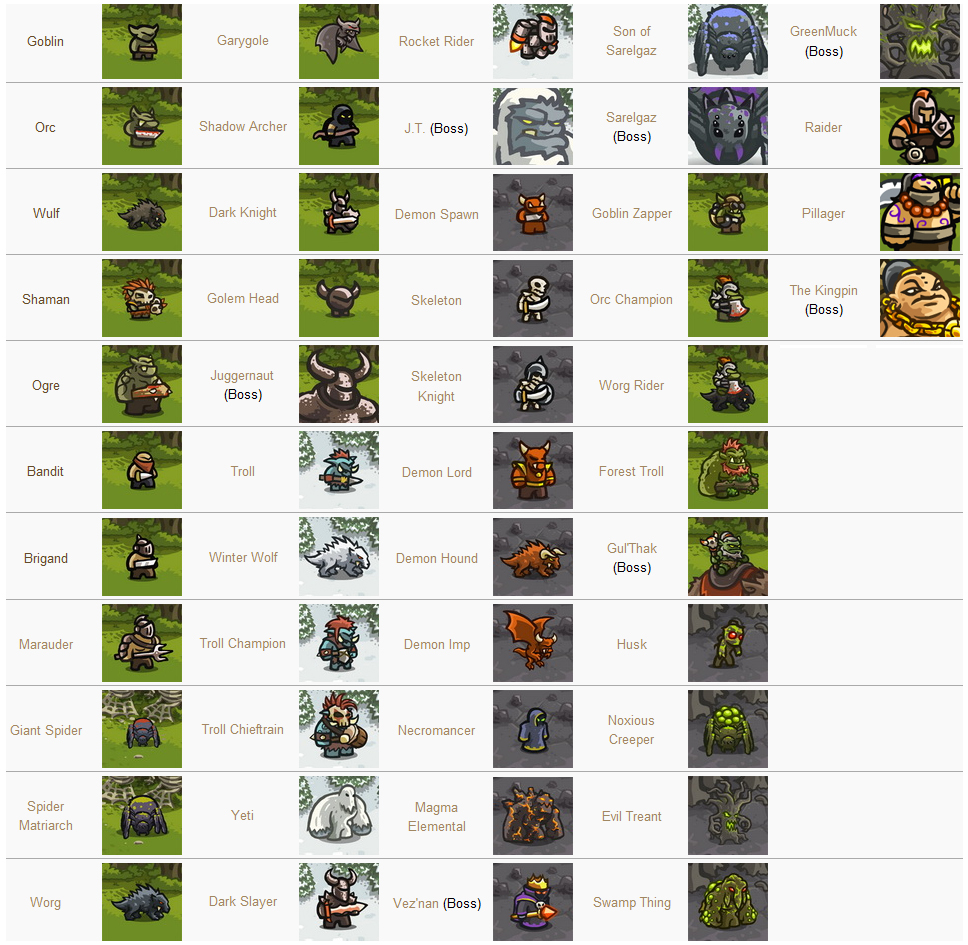 Goblin
Garygole
Rocket Rider
Son of
Sarelgaz
GreenMuck
(Boss)
Orc
Shadow Archer
J.T. (Boss)
Sarelgaz
(Boss)
Raider
Wulf
Dark Knight
Demon Spawn
Goblin Zapper
Pillager
Shaman
Golem Head
Skeleton
Orc Champion
The Kingpin
(Boss)
Ogre
Juggernaut
(Boss)
Skeleton
Knight
Worg Rider
Bandit
Troll
Demon Lord
Forest Troll
Brigand
Winter Wolf
Demon Hound
Gul'Thak
(Boss)
Marauder
Troll Champion
Demon Imp
Husk
Giant Spider
Troll Chieftrain
Necromancer
Noxious
Creeper
Spider
Matriarch
Yeti
Magma
Elemental
Evil Treant
Worg
Dark Slayer
Vez'nan (Boss)
Swamp Thing